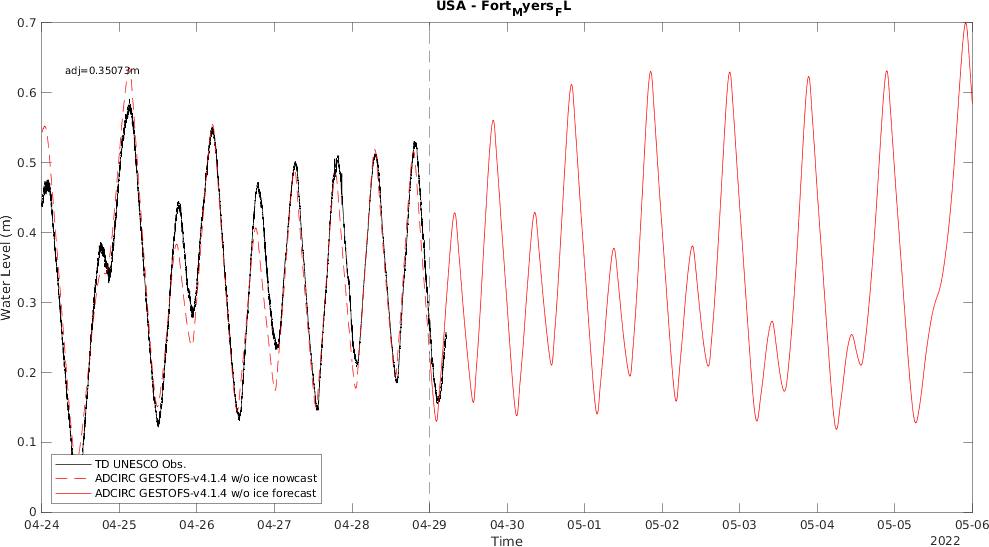 USA - Fort_Myers_FL
adj=0.35073m
0.7
0.6
0.5
0.4
0.3
0.2
0.1
0
Water Level (m)
TD UNESCO Obs.
ADCIRC GESTOFS-v4.1.4 w/o ice nowcast
ADCIRC GESTOFS-v4.1.4 w/o ice forecast
04-24 04-25 04-26 04-27 04-28 04-29 04-30 05-01 05-02 05-03 05-04 05-05 05-06
Time
2022